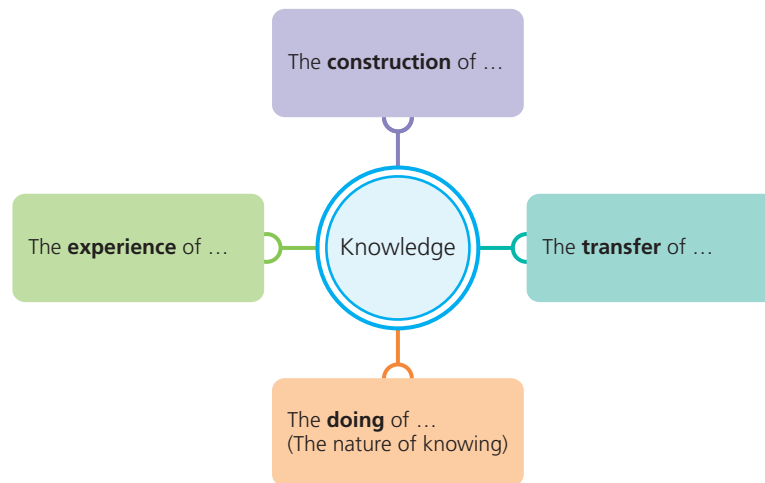 The construction of …
The experience of …
Knowledge
The transfer of …
The doing of …
(The nature of knowing)